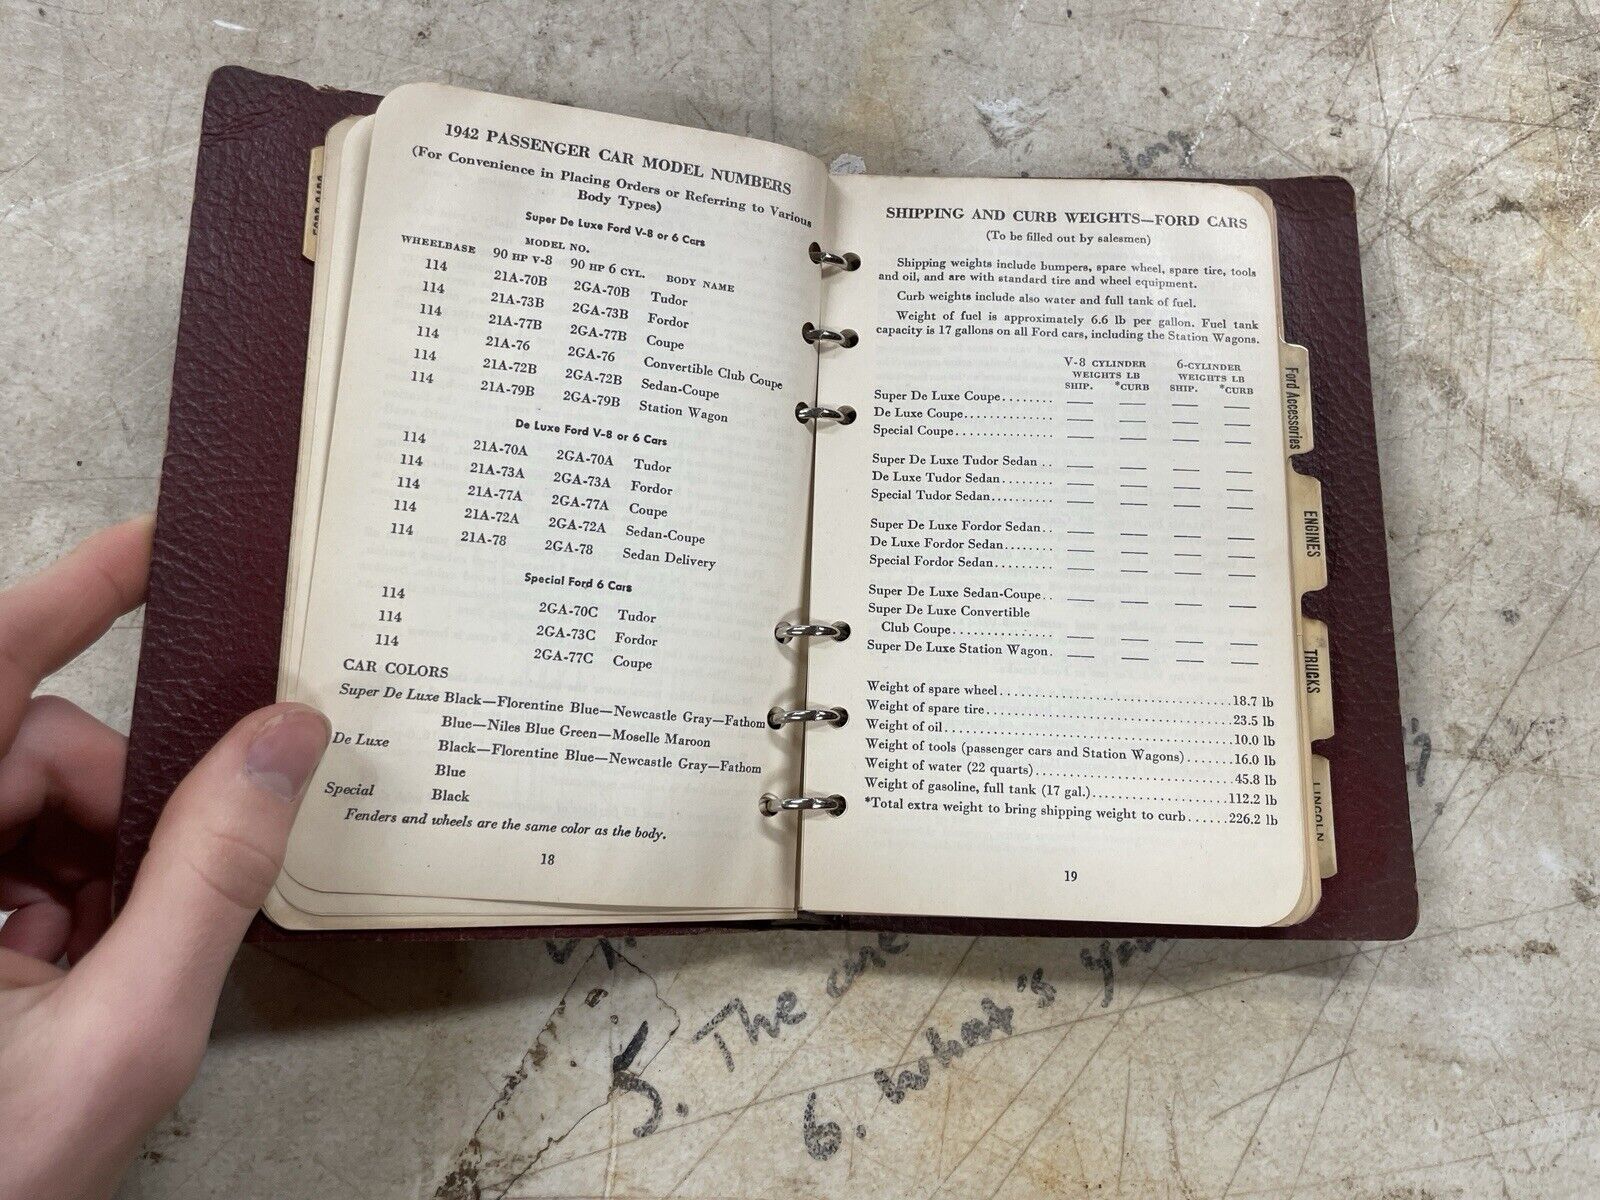 1942 PASSENGER CAR MODEL NUMBERS
(For Convenience in Placing Orders or Referring to Various
Body Types)
Super De Luxe Ford V-8 or 6 Cars
MODEL NO.
WHEELBASE 90 HP V-8 90 HP 6 CYL. BODY NAME
114 21A-70B 2GA-70B Tudor
114 21A-73B 2GA-73B Fordor
114 21A-77B 2GA-77B Coupe
114 21A-76 2GA-76 Convertible Club Coupe
114 21A-72B 2GA-72B Sedan-Coupe
114 21A-79B 2GA-79B Station Wagon
De Luxe Ford V-8 or 6 Cars
114 21A-70A 2GA-70A Tudor
114 21A-73A 2GA-73A Fordor
114 21A-77A 2GA-77A Coupe
114 21A-72A 2GA-72A Sedan-Coupe
114 21A-78 2GA-78 Sedan Delivery
Special Ford 6 Cars
114 2GA-70C Tudor
114 2GA-73C Fordor
114 2GA-77C Coupe
CAR COLORS
Super De Luxe Black—Florentine Blue—Newcastle Gray—Fathom
Blue—Niles Blue Green—Moselle Maroon
De Luxe Black—Florentine Blue—Newcastle Gray—Fathom
Blue
Special Black
Fenders and wheels are the same color as the body.
18
SHIPPING AND CURB WEIGHTS—FORD CARS
(To be filled out by salesmen)
Shipping weights include bumpers, spare wheel, spare tire, tools
and oil, and are with standard tire and wheel equipment.
Curb weights include also water and full tank of fuel.
Weight of fuel is approximately 6.6 lb per gallon. Fuel tank
capacity is 17 gallons on all Ford cars, including the Station Wagons.
V-8 CYLINDER 6-CYLINDER
WEIGHTS LB WEIGHTS LB
SHIP. *CURB SHIP. *CURB
Super De Luxe Coupe........
De Luxe Coupe.............
Special Coupe..............
Super De Luxe Tudor Sedan ..
De Luxe Tudor Sedan........
Special Tudor Sedan.........
Super De Luxe Fordor Sedan..
De Luxe Fordor Sedan.......
Special Fordor Sedan........
Super De Luxe Sedan-Coupe..
Super De Luxe Convertible
Club Coupe..............
Super De Luxe Station Wagon.
Weight of spare wheel..............................18.7 lb
Weight of spare tire................................23.5 lb
Weight of oil......................................10.0 lb
Weight of tools (passenger cars and Station Wagons).......16.0 lb
Weight of water (22 quarts)..........................45.8 lb
Weight of gasoline, full tank (17 gal.)....................112.2 lb
*Total extra weight to bring shipping weight to curb......226.2 lb
19
Ford Accessories
ENGINES
TRUCKS
LINCOLN
5. The
6. What's